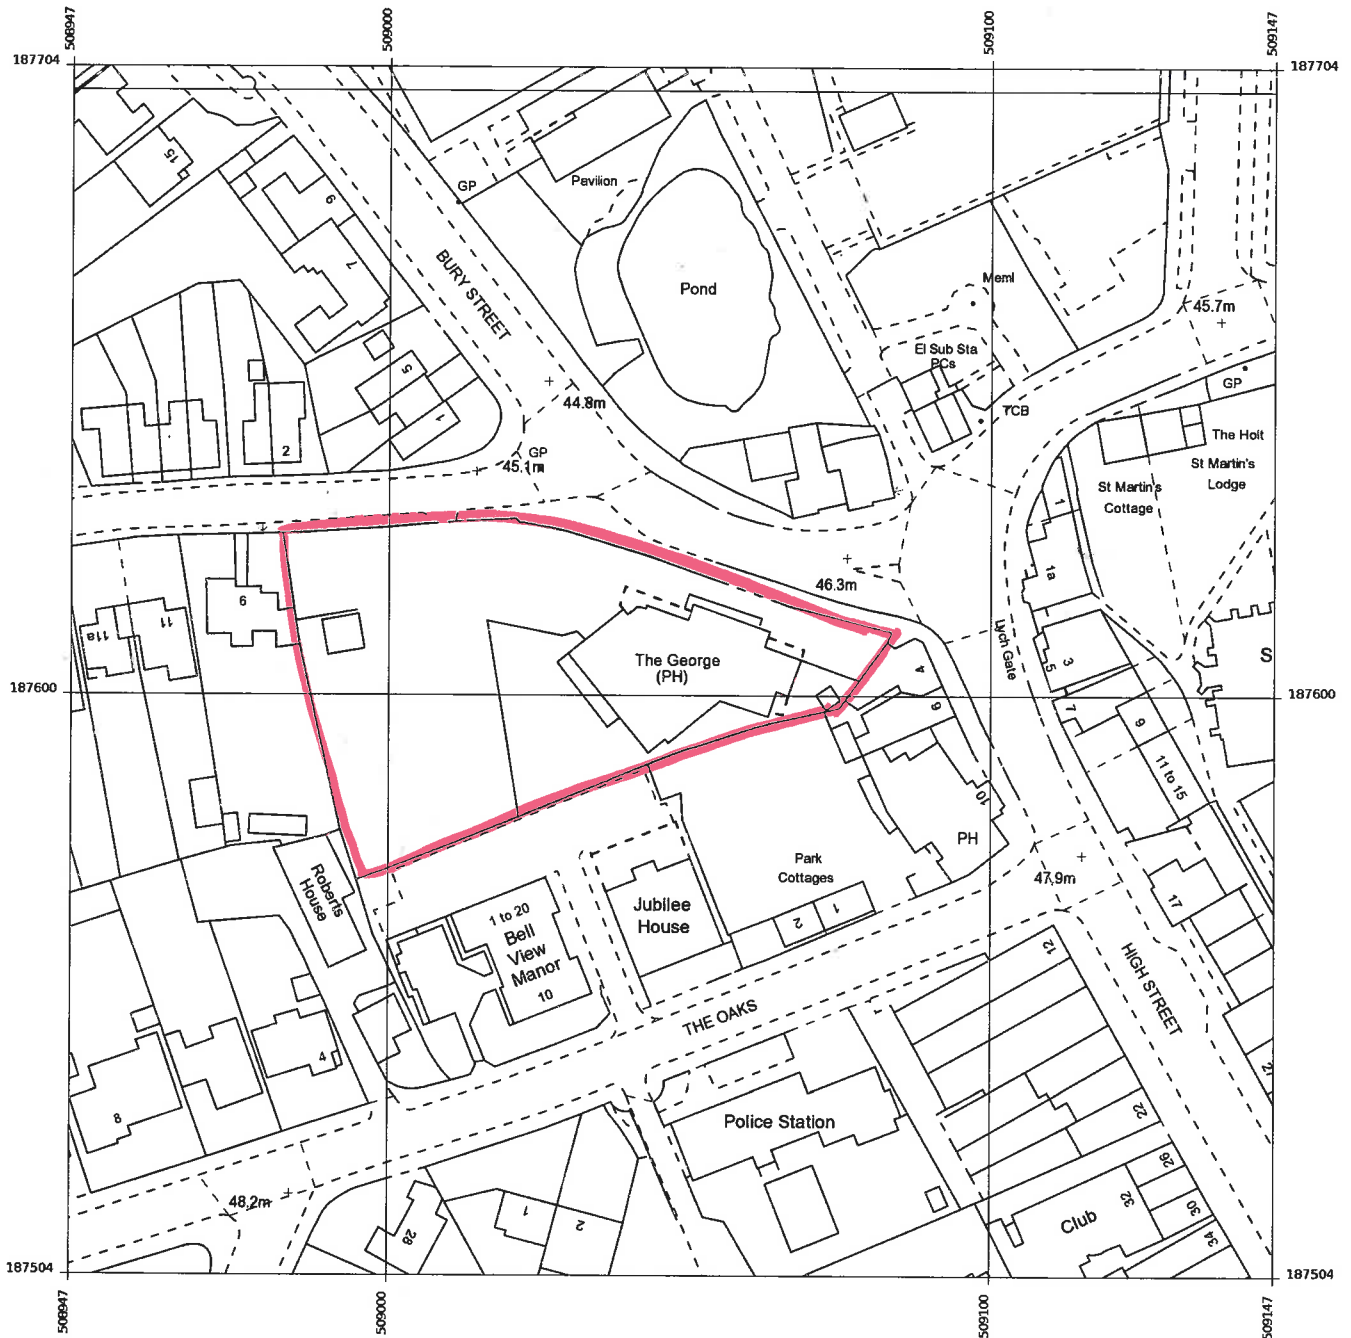 508947
509000
509100
509147
187704
187704
15
GP
Pavilion
6
7
BURY STREET
Pond
Meml
45.7m
El Sub Sta
PCs
GP
5
1
44.8m
TCB
The Holt
2
GP
45.1m
St Martin's
Lodge
St Martin's
Cottage
1
46.3m
1a
6
11
11a
Lych Gate
The George
(PH)
4
3
5
S
187600
187600
6
7
9
11 to 15
10
PH
Park
Cottages
47.9m
Roberts
House
17
1 to 20
Bell
View
Manor
10
Jubilee
House
2
1
12
HIGH STREET
THE OAKS
4
8
Police Station
22
26
48.2m
28
1
2
32
30
Club
34
187504
187504
508947
509000
509100
509147